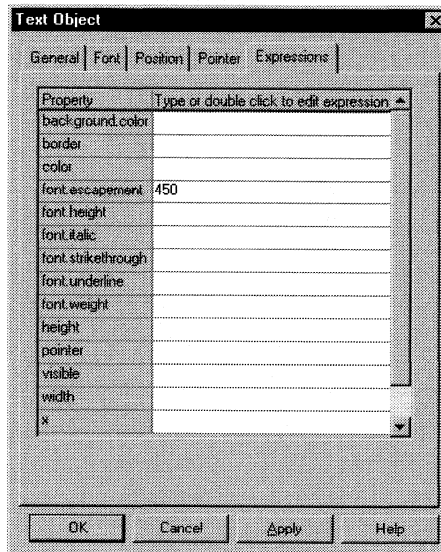 Text Object
General Font Position Pointer Expressions
Property Type or double click to edit expression
background.color
border
color
font.escapement 450
font.height
font.italic
font.strikethrough
font.underline
font.weight
height
pointer
visible
width
x
OK Cancel Apply Help